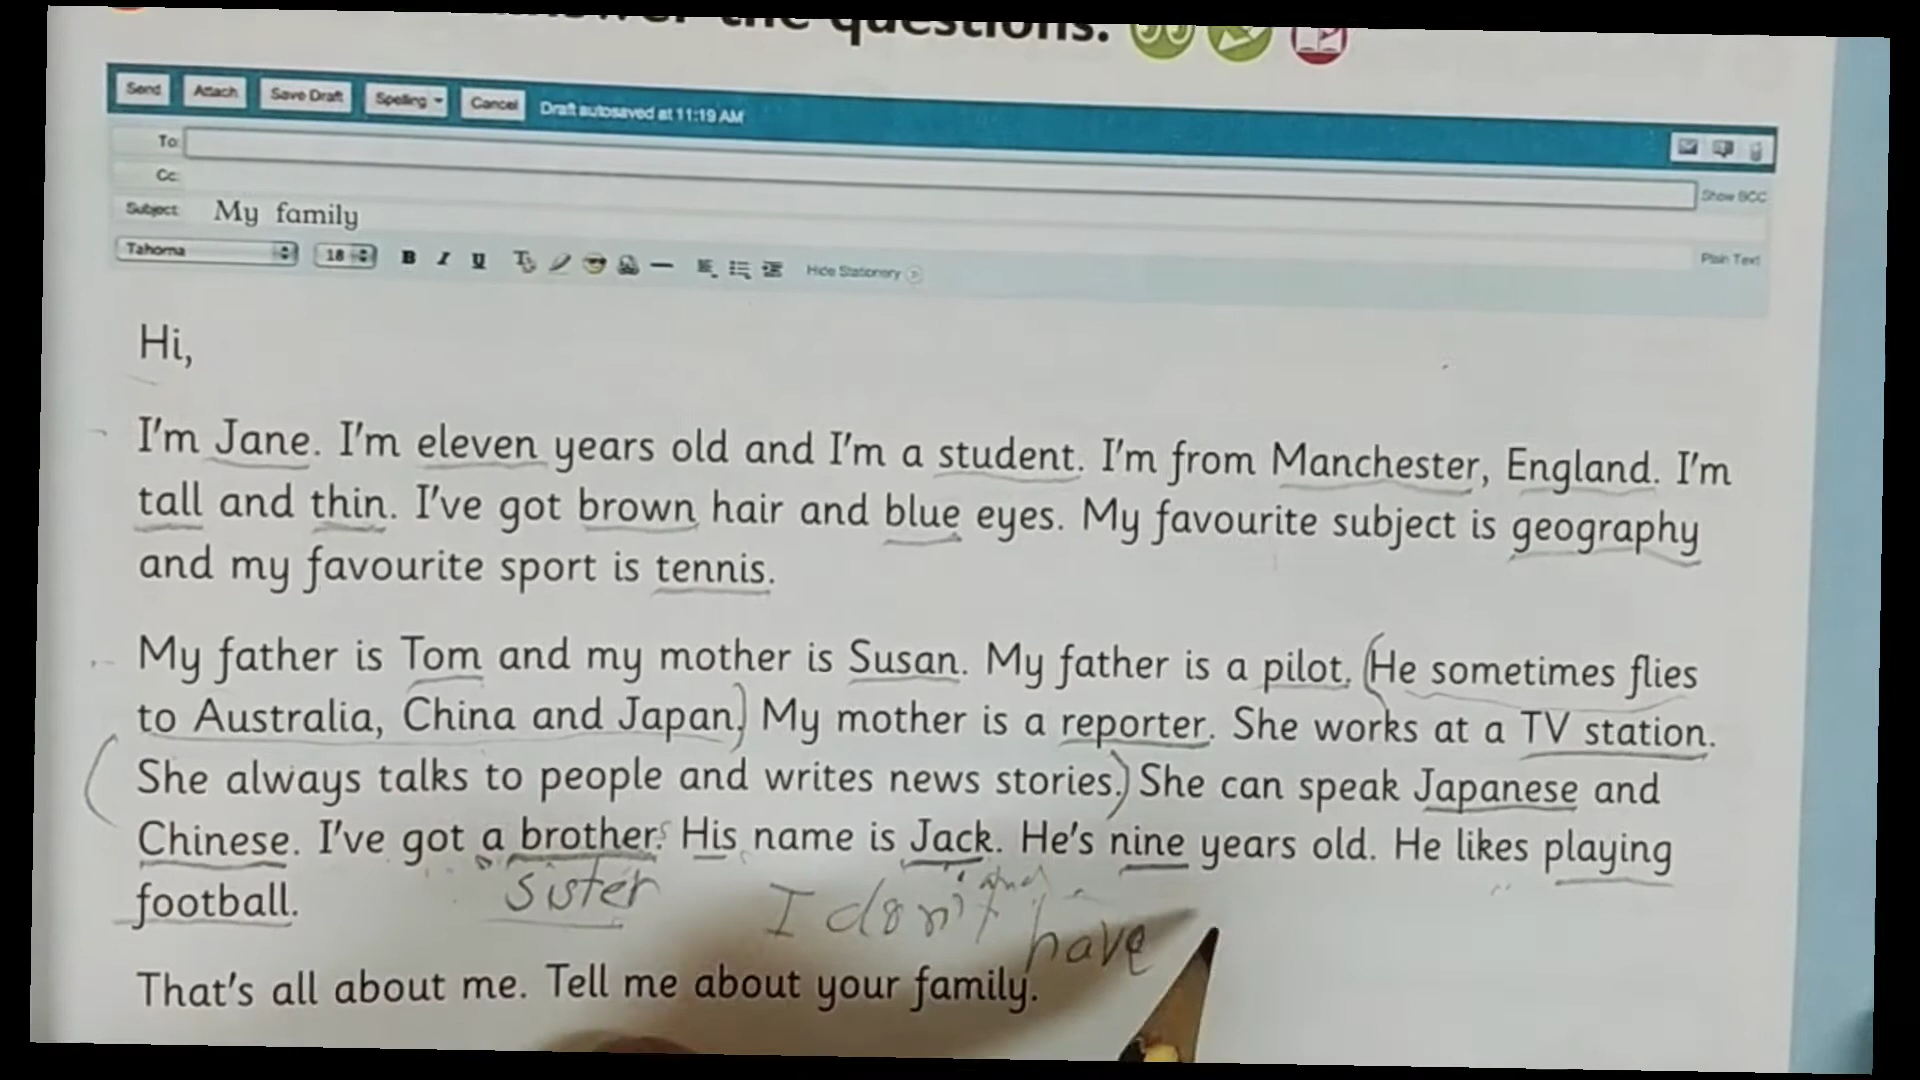 the questions.
Send Attach Save Draft Spelling Cancel Draft autosaved at 11:19 AM
To:
Cc: Show BCC
Subject: My family
Tahoma 18 B I U Hide Stationery Plain Text
Hi,
I'm Jane. I'm eleven years old and I'm a student. I'm from Manchester, England. I'm
tall and thin. I've got brown hair and blue eyes. My favourite subject is geography
and my favourite sport is tennis.
My father is Tom and my mother is Susan. My father is a pilot. (He sometimes flies
to Australia, China and Japan.) My mother is a reporter. She works at a TV station.
(She always talks to people and writes news stories.) She can speak Japanese and
Chinese. I've got a brother. His name is Jack. He's nine years old. He likes playing
football.
sister I don't have
That's all about me. Tell me about your family.